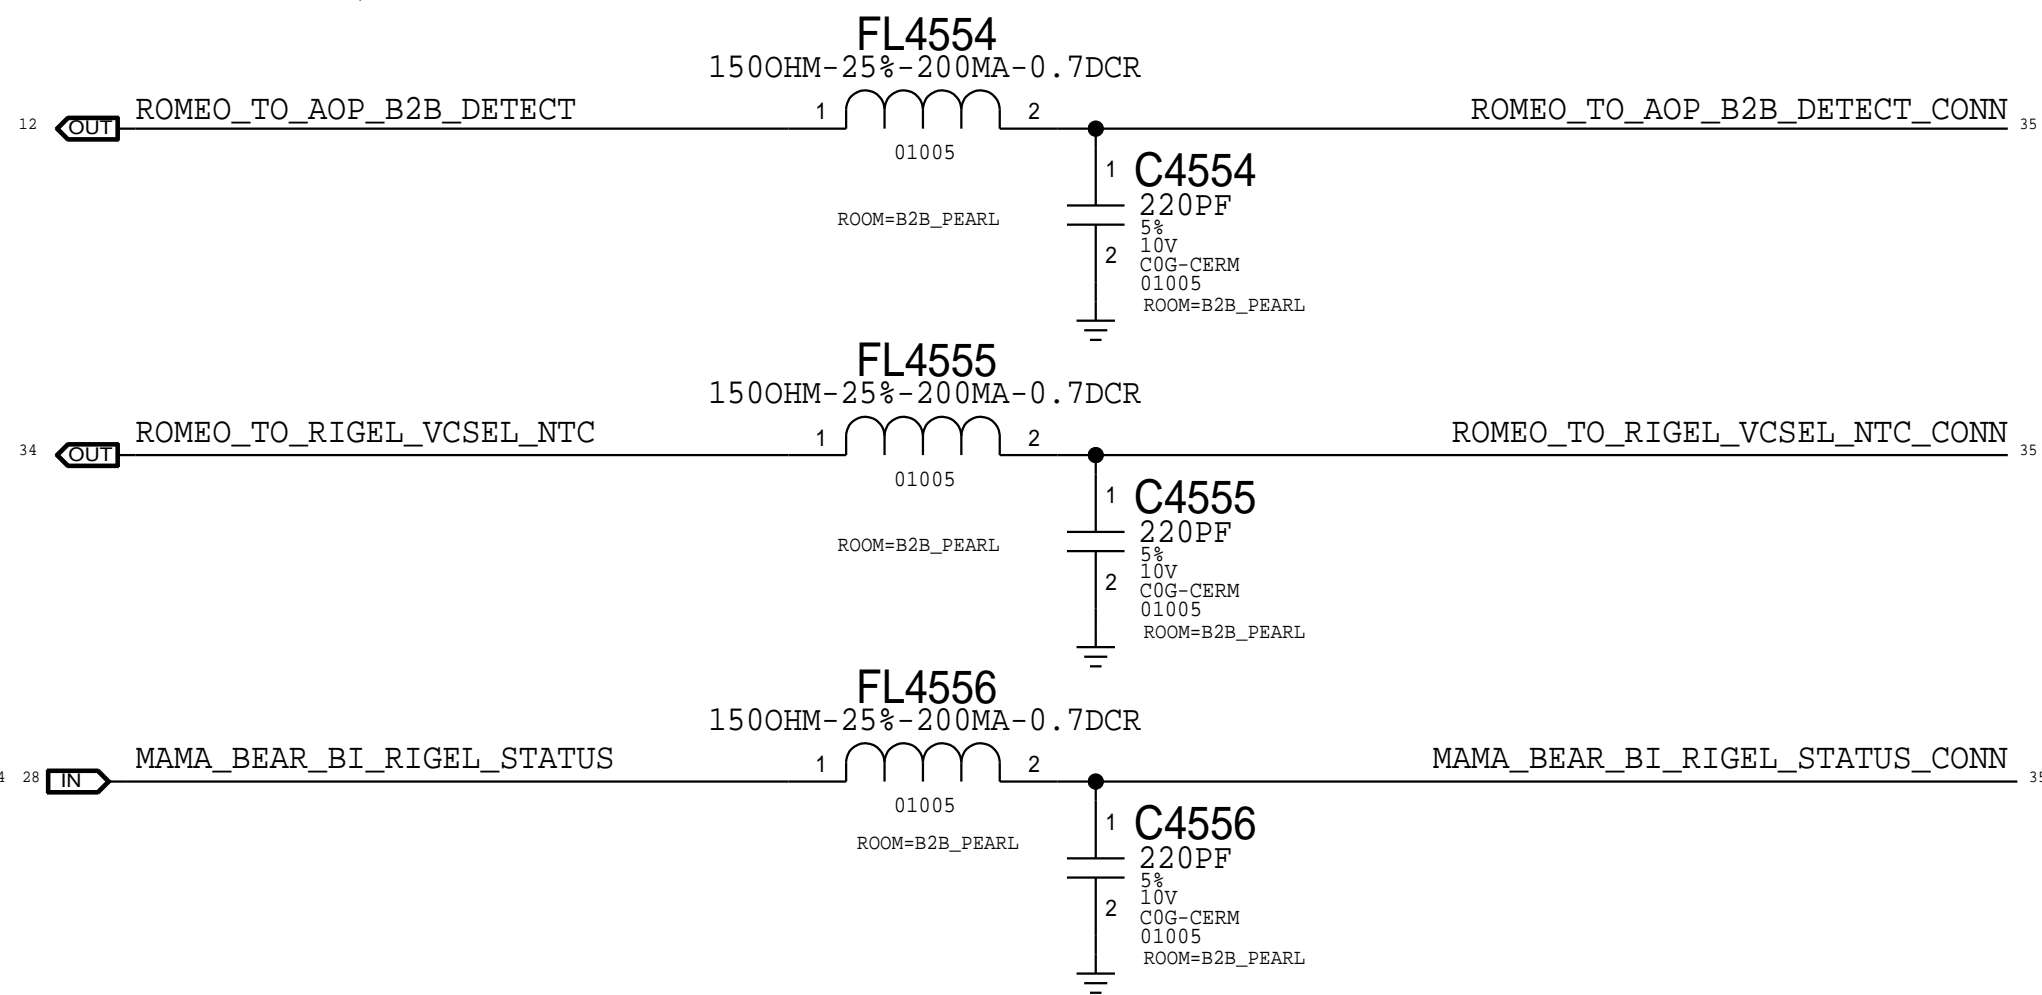 FL4554
150OHM-25%-200MA-0.7DCR
12 OUT ROMEO_TO_AOP_B2B_DETECT 1 2 ROMEO_TO_AOP_B2B_DETECT_CONN 35
01005
ROOM=B2B_PEARL
1 C4554
220PF
5%
10V
2
C0G-CERM
01005
ROOM=B2B_PEARL
FL4555
150OHM-25%-200MA-0.7DCR
34 OUT ROMEO_TO_RIGEL_VCSEL_NTC 1 2 ROMEO_TO_RIGEL_VCSEL_NTC_CONN 35
01005
ROOM=B2B_PEARL
1 C4555
220PF
5%
10V
2
C0G-CERM
01005
ROOM=B2B_PEARL
FL4556
150OHM-25%-200MA-0.7DCR
4 28 IN MAMA_BEAR_BI_RIGEL_STATUS 1 2 MAMA_BEAR_BI_RIGEL_STATUS_CONN 35
01005
ROOM=B2B_PEARL
1 C4556
220PF
5%
10V
2
C0G-CERM
01005
ROOM=B2B_PEARL